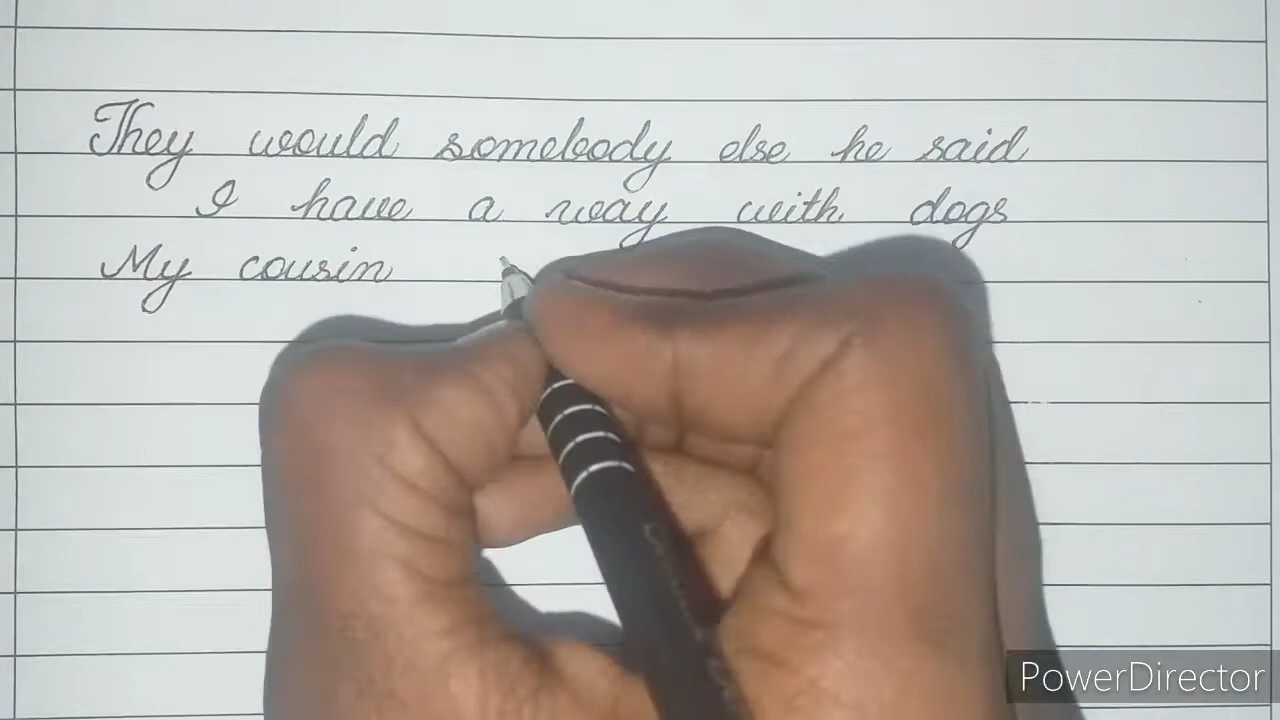 They would somebody else he said
I have a way with dogs
My cousin
PowerDirector